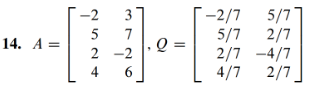 14. A = [ -2 3 ; 5 7 ; 2 -2 ; 4 6 ], Q = [ -2/7 5/7 ; 5/7 2/7 ; 2/7 -4/7 ; 4/7 2/7 ]